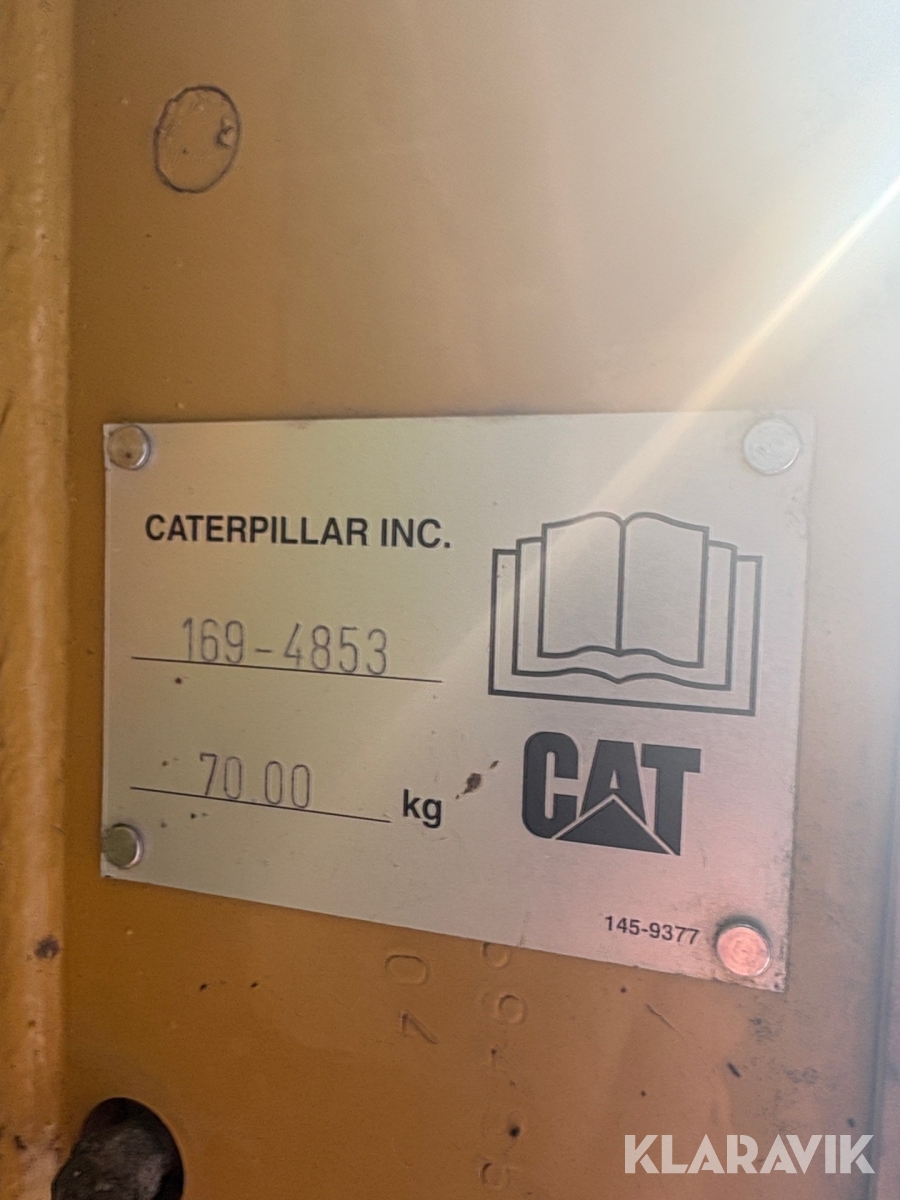 CATERPILLAR INC.
169-4853
70.00 kg
CAT
145-9377
KLARAVIK